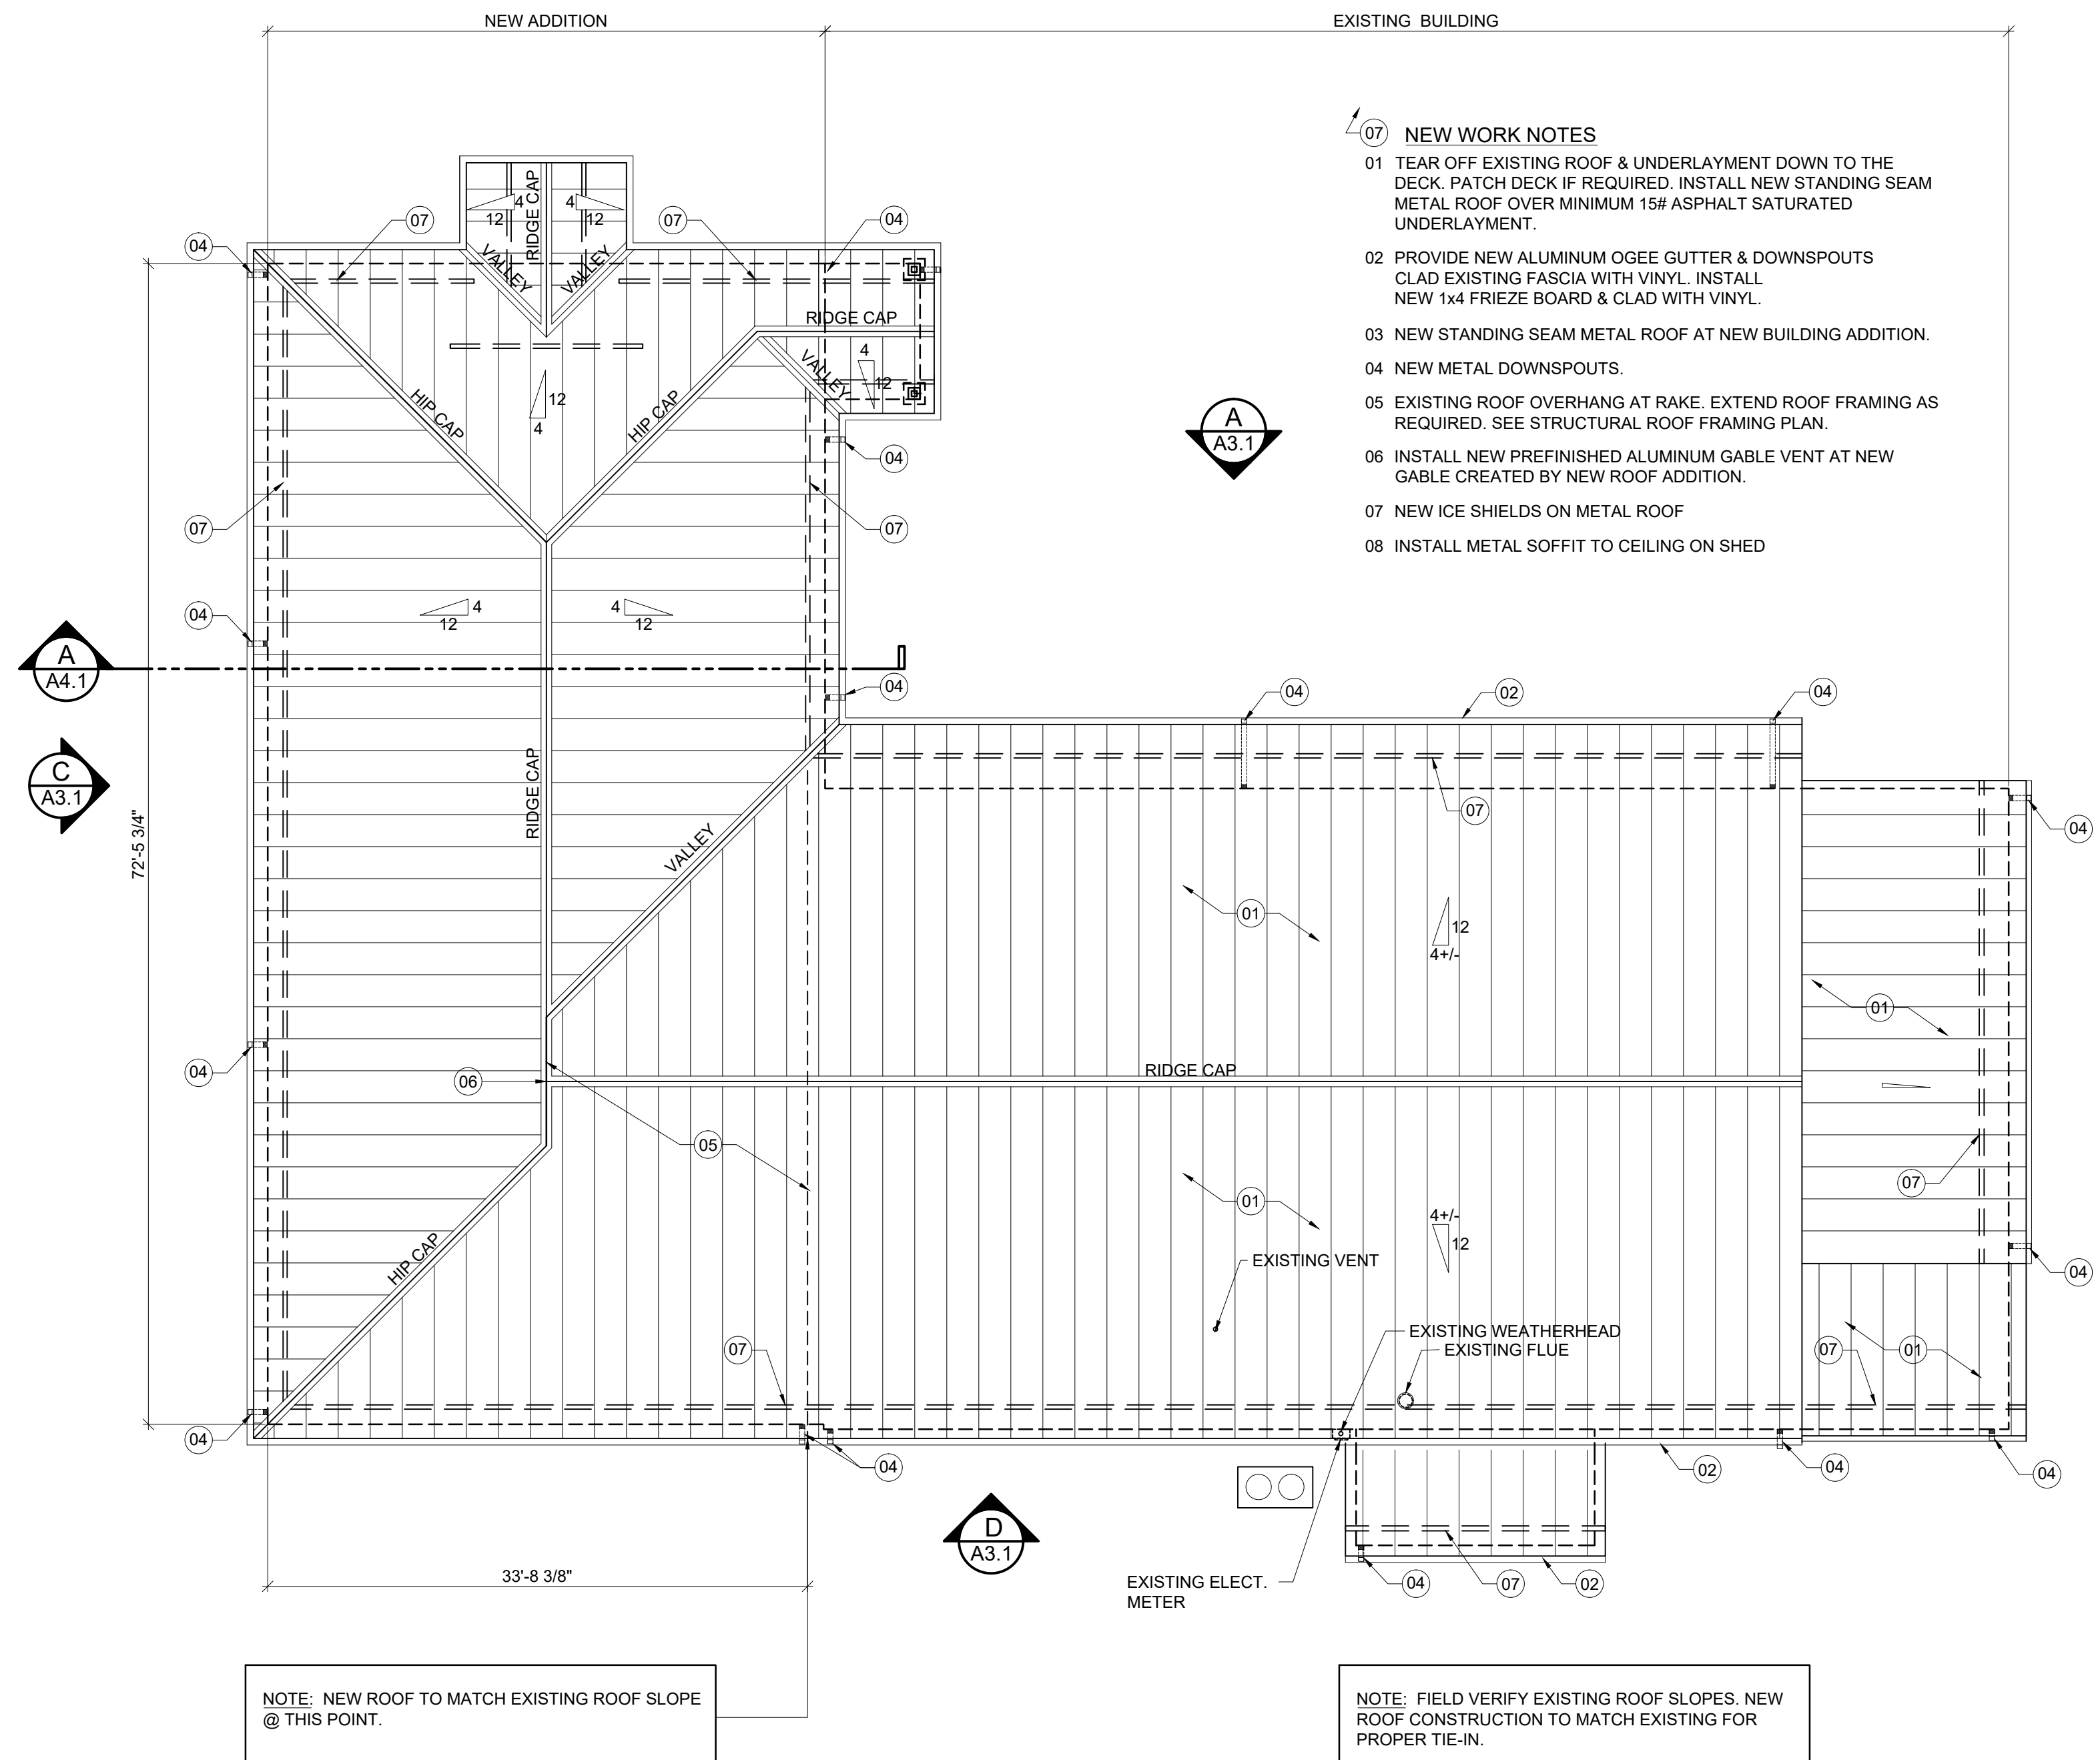 NEW ADDITION
EXISTING  BUILDING
07 NEW WORK NOTES
01 TEAR OFF EXISTING ROOF & UNDERLAYMENT DOWN TO THE
DECK. PATCH DECK IF REQUIRED. INSTALL NEW STANDING SEAM
METAL ROOF OVER MINIMUM 15# ASPHALT SATURATED
UNDERLAYMENT.
02 PROVIDE NEW ALUMINUM OGEE GUTTER & DOWNSPOUTS
CLAD EXISTING FASCIA WITH VINYL. INSTALL
NEW 1x4 FRIEZE BOARD & CLAD WITH VINYL.
03 NEW STANDING SEAM METAL ROOF AT NEW BUILDING ADDITION.
04 NEW METAL DOWNSPOUTS.
05 EXISTING ROOF OVERHANG AT RAKE. EXTEND ROOF FRAMING AS
REQUIRED. SEE STRUCTURAL ROOF FRAMING PLAN.
06 INSTALL NEW PREFINISHED ALUMINUM GABLE VENT AT NEW
GABLE CREATED BY NEW ROOF ADDITION.
07 NEW ICE SHIELDS ON METAL ROOF
08 INSTALL METAL SOFFIT TO CEILING ON SHED
RIDGE CAP
4
12
4
12
07
07
04
04
VALLEY
VALLEY
RIDGE CAP
4
12
VALLEY
HIP CAP
HIP CAP
12
4
A
A3.1
04
07
07
4
12
4
12
04
A
A4.1
04
04
02
04
C
A3.1
72'-5 3/4"
RIDGE CAP
VALLEY
07
04
01
12
4+/-
01
04
06
RIDGE CAP
05
07
01
4+/-
12
HIP CAP
EXISTING VENT
04
EXISTING WEATHERHEAD
EXISTING FLUE
07
07
01
04
04
02
04
04
D
A3.1
33'-8 3/8"
EXISTING ELECT.
METER
04
07
02
NOTE:  NEW ROOF TO MATCH EXISTING ROOF SLOPE
@ THIS POINT.
NOTE:  FIELD VERIFY EXISTING ROOF SLOPES. NEW
ROOF CONSTRUCTION TO MATCH EXISTING FOR
PROPER TIE-IN.